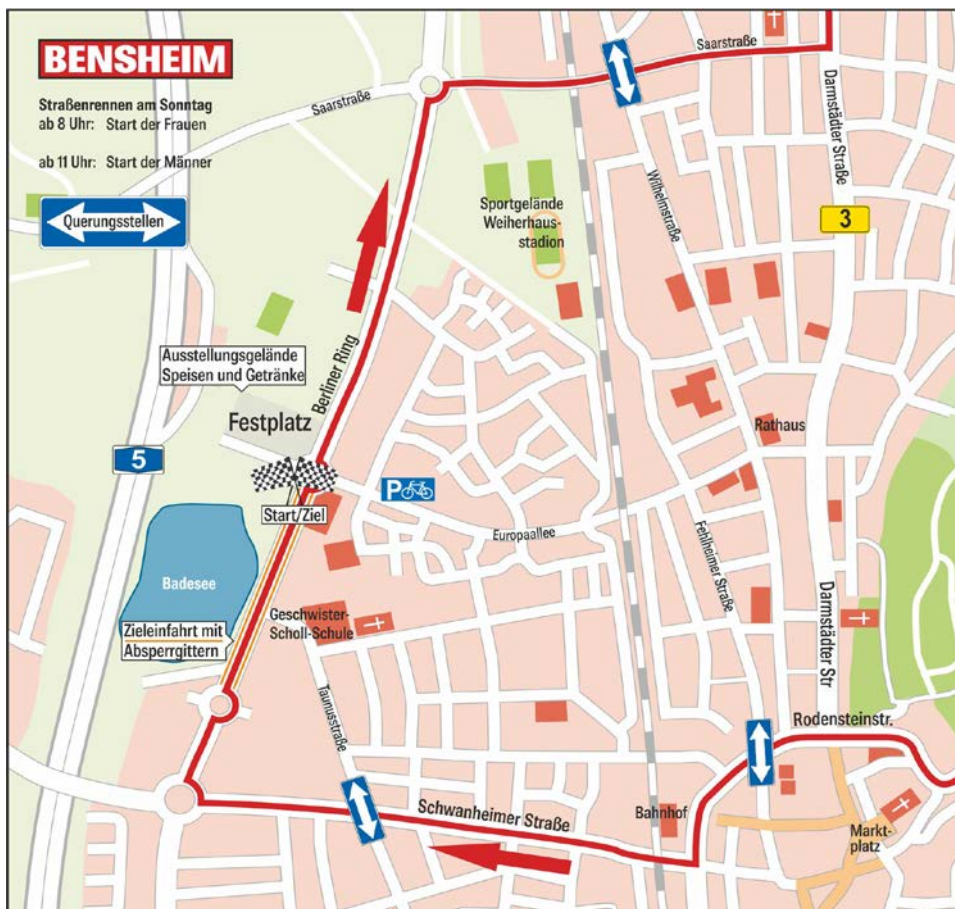 BENSHEIM
Straßenrennen am Sonntag
ab 8 Uhr: Start der Frauen
ab 11 Uhr: Start der Männer
Querungsstellen
Saarstraße
Saarstraße
Darmstädter Straße
3
Wilhelmstraße
Sportgelände
Weiherhaus-
stadion
Ausstellungsgelände
Speisen und Getränke
Berliner Ring
Festplatz
5
Start/Ziel
P
Rathaus
Europaallee
Fehlheimer Straße
Badesee
Geschwister-
Scholl-Schule
Zieleinfahrt mit
Absperrgittern
Taunusstraße
Darmstädter Str
Rodensteinstr.
Schwanheimer Straße
Bahnhof
Markt-
platz